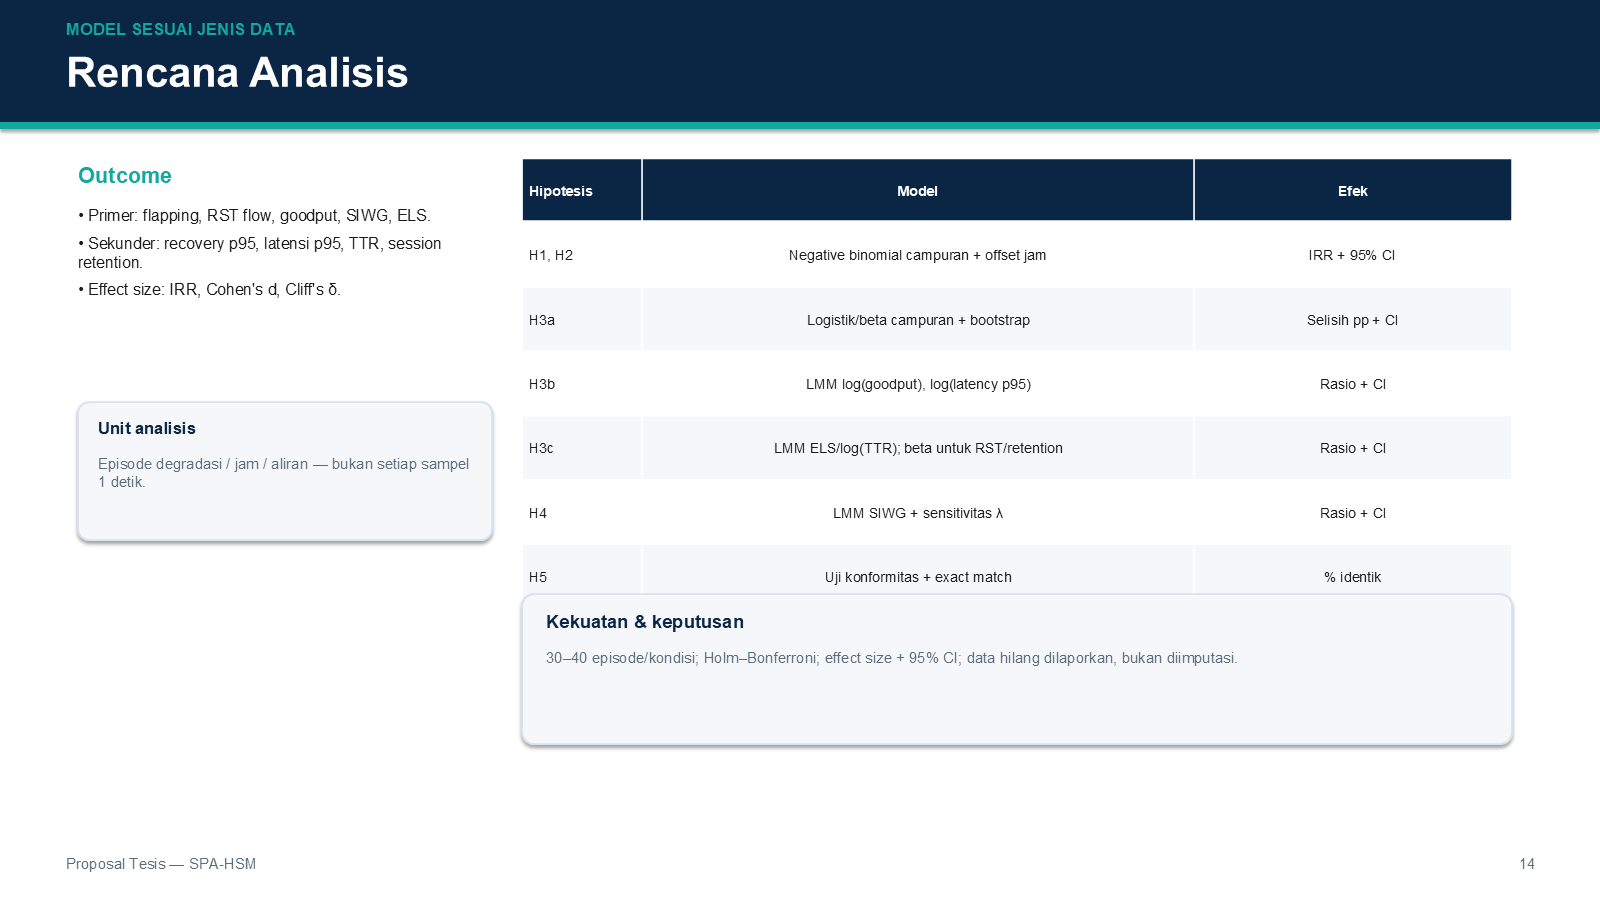 MODEL SESUAI JENIS DATA
Rencana Analisis
Outcome
• Primer: flapping, RST flow, goodput, SIWG, ELS.
• Sekunder: recovery p95, latensi p95, TTR, session
retention.
• Effect size: IRR, Cohen's d, Cliff's δ.
Unit analisis
Episode degradasi / jam / aliran — bukan setiap sampel
1 detik.
Hipotesis Model Efek
H1, H2 Negative binomial campuran + offset jam IRR + 95% CI
H3a Logistik/beta campuran + bootstrap Selisih pp + CI
H3b LMM log(goodput), log(latency p95) Rasio + CI
H3c LMM ELS/log(TTR); beta untuk RST/retention Rasio + CI
H4 LMM SIWG + sensitivitas λ Rasio + CI
H5 Uji konformitas + exact match % identik
Kekuatan & keputusan
30–40 episode/kondisi; Holm–Bonferroni; effect size + 95% CI; data hilang dilaporkan, bukan diimputasi.
Proposal Tesis — SPA-HSM
14